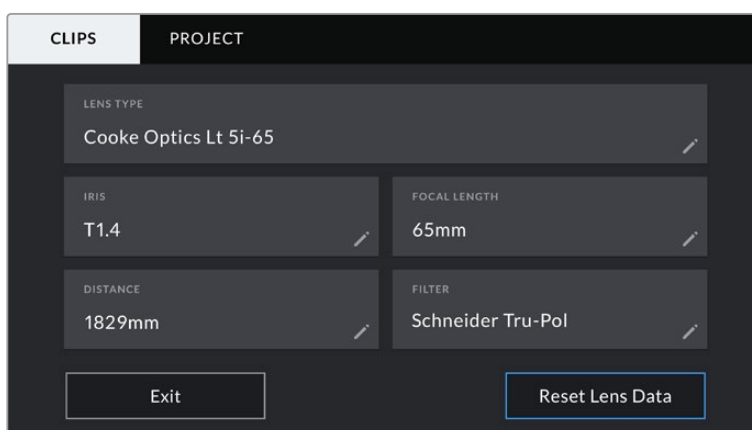 CLIPS PROJECT
LENS TYPE
Cooke Optics Lt 5i-65
IRIS
T1.4
FOCAL LENGTH
65mm
DISTANCE
1829mm
FILTER
Schneider Tru-Pol
Exit
Reset Lens Data